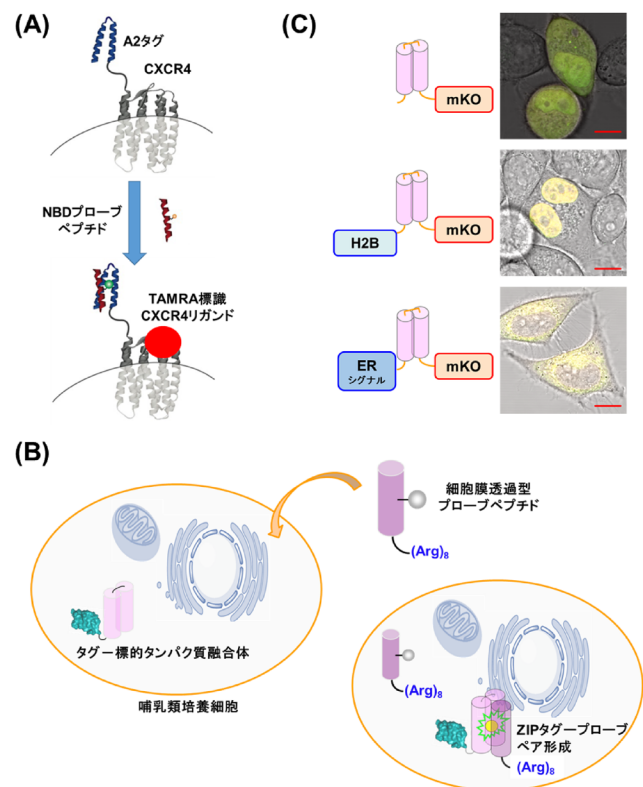 (A)
A2タグ
CXCR4
NBDプローブ
ペプチド
TAMRA標識
CXCR4リガンド
(C)
mKO
H2B
mKO
ER
シグナル
mKO
(B)
細胞膜透過型
プローブペプチド
(Arg)8
タグー標的タンパク質融合体
哺乳類培養細胞
(Arg)8
ZIPタグープローブ
ペア形成
(Arg)8